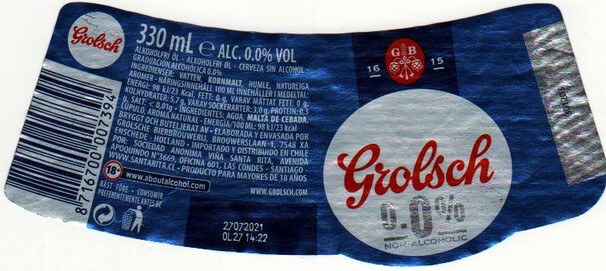 Grolsch
330 mL e ALC. 0.0% VOL
ALKOHOLFRI ÖL - ALKOHOLFRI ØL - CERVEZA SIN ALCOHOL -
GRADUACIÓN ALCOHÓLICA 0.0%
INGREDIENSER: VATTEN, KORNMALT, HUMLE, NATURLIGA
AROMER - NÄRINGSINNEHÅLL 100 ML INNEHÅLLER I MEDELTAL:
ENERGI: 98 kJ/23 Kcal, FETT: 0 g, VARAV MÄTTAT FETT: 0 g,
KOLHYDRATER: 5,7 g, VARAV SOCKERARTER: 3,0 g, PROTEIN: 0,3
g, SALT: < 0,01g - INGREDIENTES: AGUA, MALTA DE CEBADA,
LÚPULO, AROMA NATURAL - ENERGÍA/100 ML: 98 kJ/23 kcal
BRYGGT OCH BUTELJERAT AV - ELABORADA Y ENVASADA POR
GROLSCHE BIERBROUWERIJ, BROUWERSLAAN 1, 7548 XA
ENSCHEDE - HOLLAND - IMPORTADO Y DISTRIBUIDO EN CHILE
POR: SOCIEDAD ANÓNIMA VIÑA SANTA RITA, AVENIDA
APOQUINDO Nº3669, OFICINA 601, LAS CONDES - SANTIAGO -
WWW.SANTARITA.CL - PRODUCTO PARA MAYORES DE 18 AÑOS
18+
www.aboutalcohol.com
WWW.GROLSCH.COM
BÄST FÖRE - CONSUMIR
PREFERENTEMENTE ANTES DE
8 716700 007394
27072021
0L27 14:22
G B
16 15
Grolsch
0.0%
NON-ALCOHOLIC